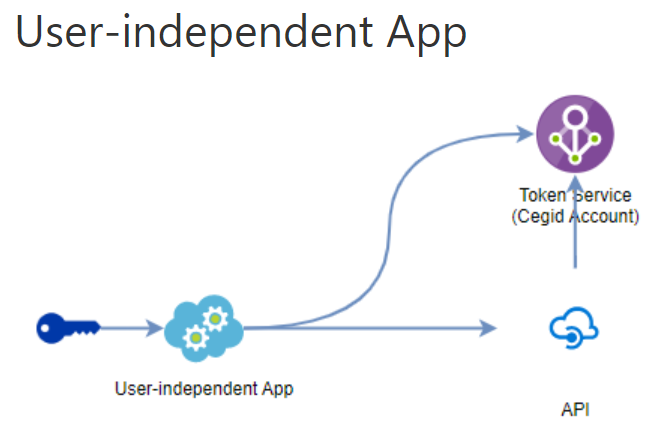 User-independent App
Token Service
(Cegid Account)
User-independent App
API